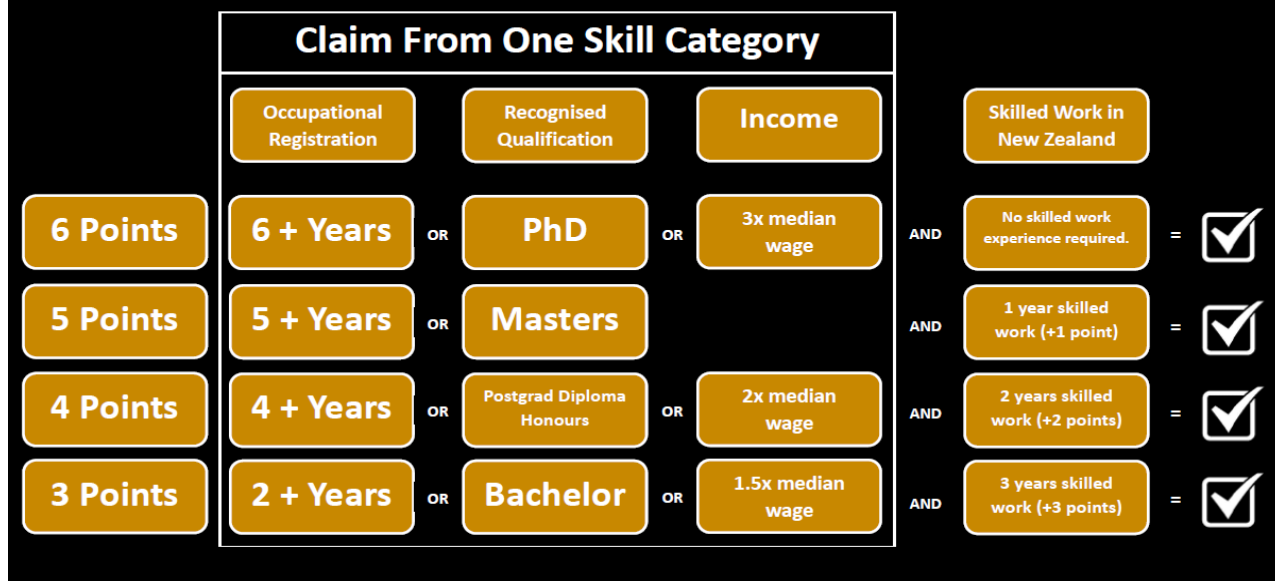 Claim From One Skill Category
Occupational
Registration
Recognised
Qualification
Income
Skilled Work in
New Zealand
6 Points
6 + Years
OR
PhD
OR
3x median
wage
AND
No skilled work
experience required.
=
5 Points
5 + Years
OR
Masters
AND
1 year skilled
work (+1 point)
=
4 Points
4 + Years
OR
Postgrad Diploma
Honours
OR
2x median
wage
AND
2 years skilled
work (+2 points)
=
3 Points
2 + Years
OR
Bachelor
OR
1.5x median
wage
AND
3 years skilled
work (+3 points)
=